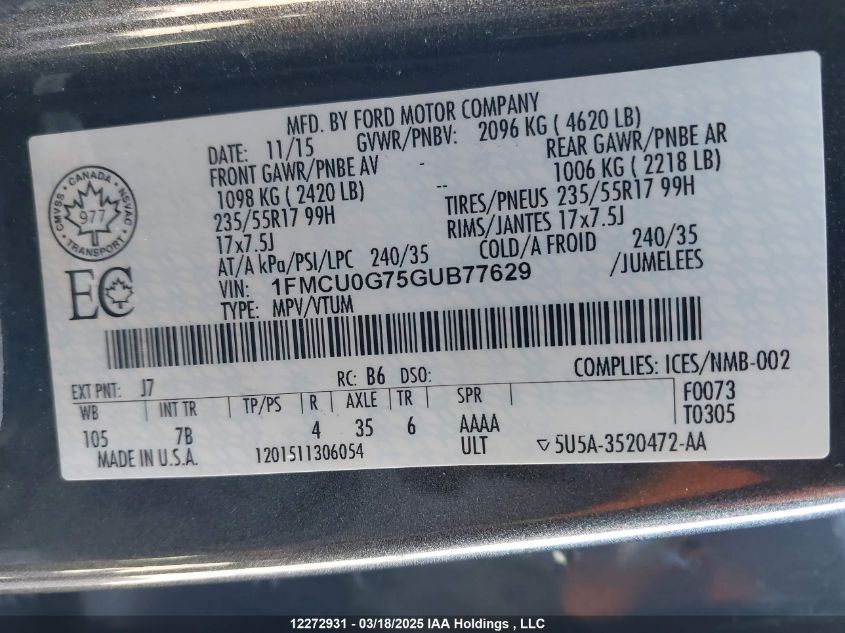 MFD. BY FORD MOTOR COMPANY
DATE: 11/15 GVWR/PNBV: 2096 KG ( 4620 LB)
FRONT GAWR/PNBE AV - REAR GAWR/PNBE AR
1098 KG ( 2420 LB) -- 1006 KG ( 2218 LB)
235/55R17 99H TIRES/PNEUS 235/55R17 99H
17x7.5J RIMS/JANTES 17x7.5J
AT/A kPa/PSI/LPC 240/35 COLD/A FROID 240/35
VIN: 1FMCU0G75GUB77629 /JUMELEES
TYPE: MPV/VTUM
CMVSS CANADA NSVAC
977
TRANSPORT
EC
COMPLIES: ICES/NMB-002
EXT PNT: J7 RC: B6 DSO:
WB INT TR TP/PS R AXLE TR SPR F0073
105 7B 4 35 6 AAAA T0305
MADE IN U.S.A. 1201511306054 ULT ▽5U5A-3520472-AA
12272931 - 03/18/2025 IAA Holdings , LLC